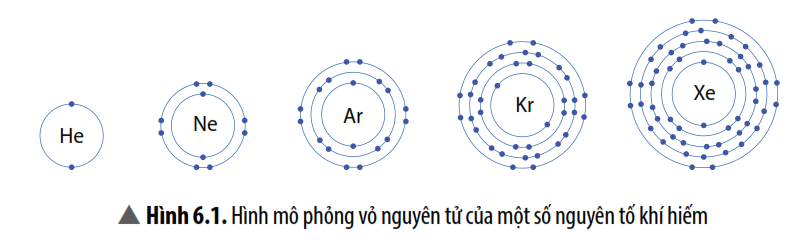 He
Ne
Ar
Kr
Xe
▲ Hình 6.1. Hình mô phỏng vỏ nguyên tử của một số nguyên tố khí hiếm